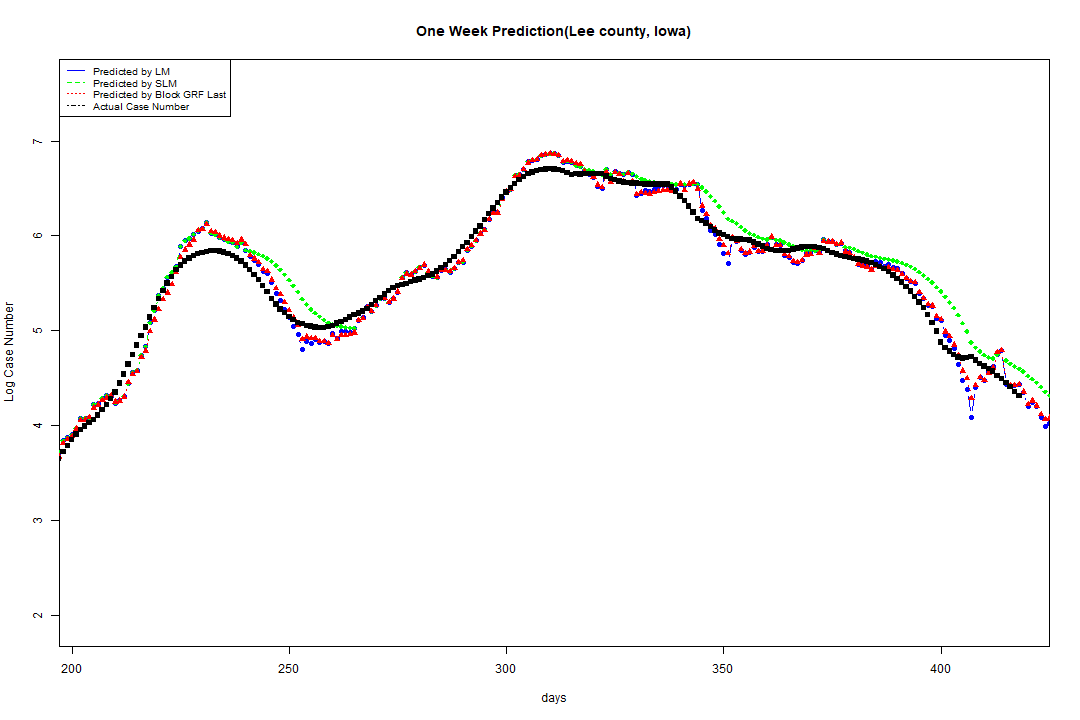 One Week Prediction(Lee county, Iowa)
Predicted by LM
Predicted by SLM
Predicted by Block GRF Last
Actual Case Number
7
6
5
4
3
2
Log Case Number
200 250 300 350 400
days